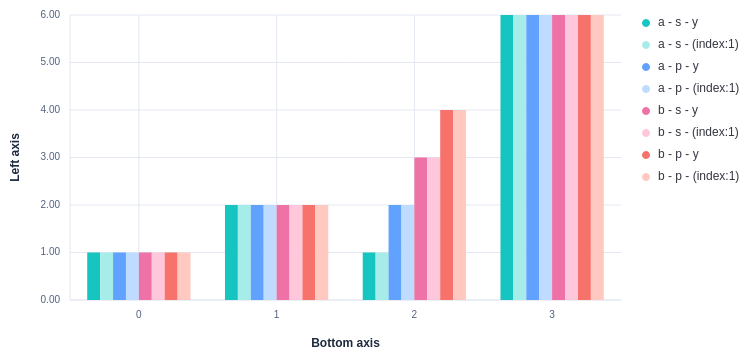 6.00
5.00
4.00
3.00
2.00
1.00
0.00
Left axis
0 1 2 3
Bottom axis
a - s - y
a - s - (index:1)
a - p - y
a - p - (index:1)
b - s - y
b - s - (index:1)
b - p - y
b - p - (index:1)